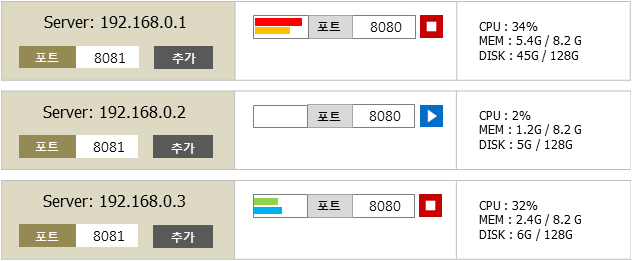 Server: 192.168.0.1
포트 8081 추가
포트 8080
CPU : 34%
MEM : 5.4G / 8.2 G
DISK : 45G / 128G
Server: 192.168.0.2
포트 8081 추가
포트 8080
CPU : 2%
MEM : 1.2G / 8.2 G
DISK : 5G / 128G
Server: 192.168.0.3
포트 8081 추가
포트 8080
CPU : 32%
MEM : 2.4G / 8.2 G
DISK : 6G / 128G